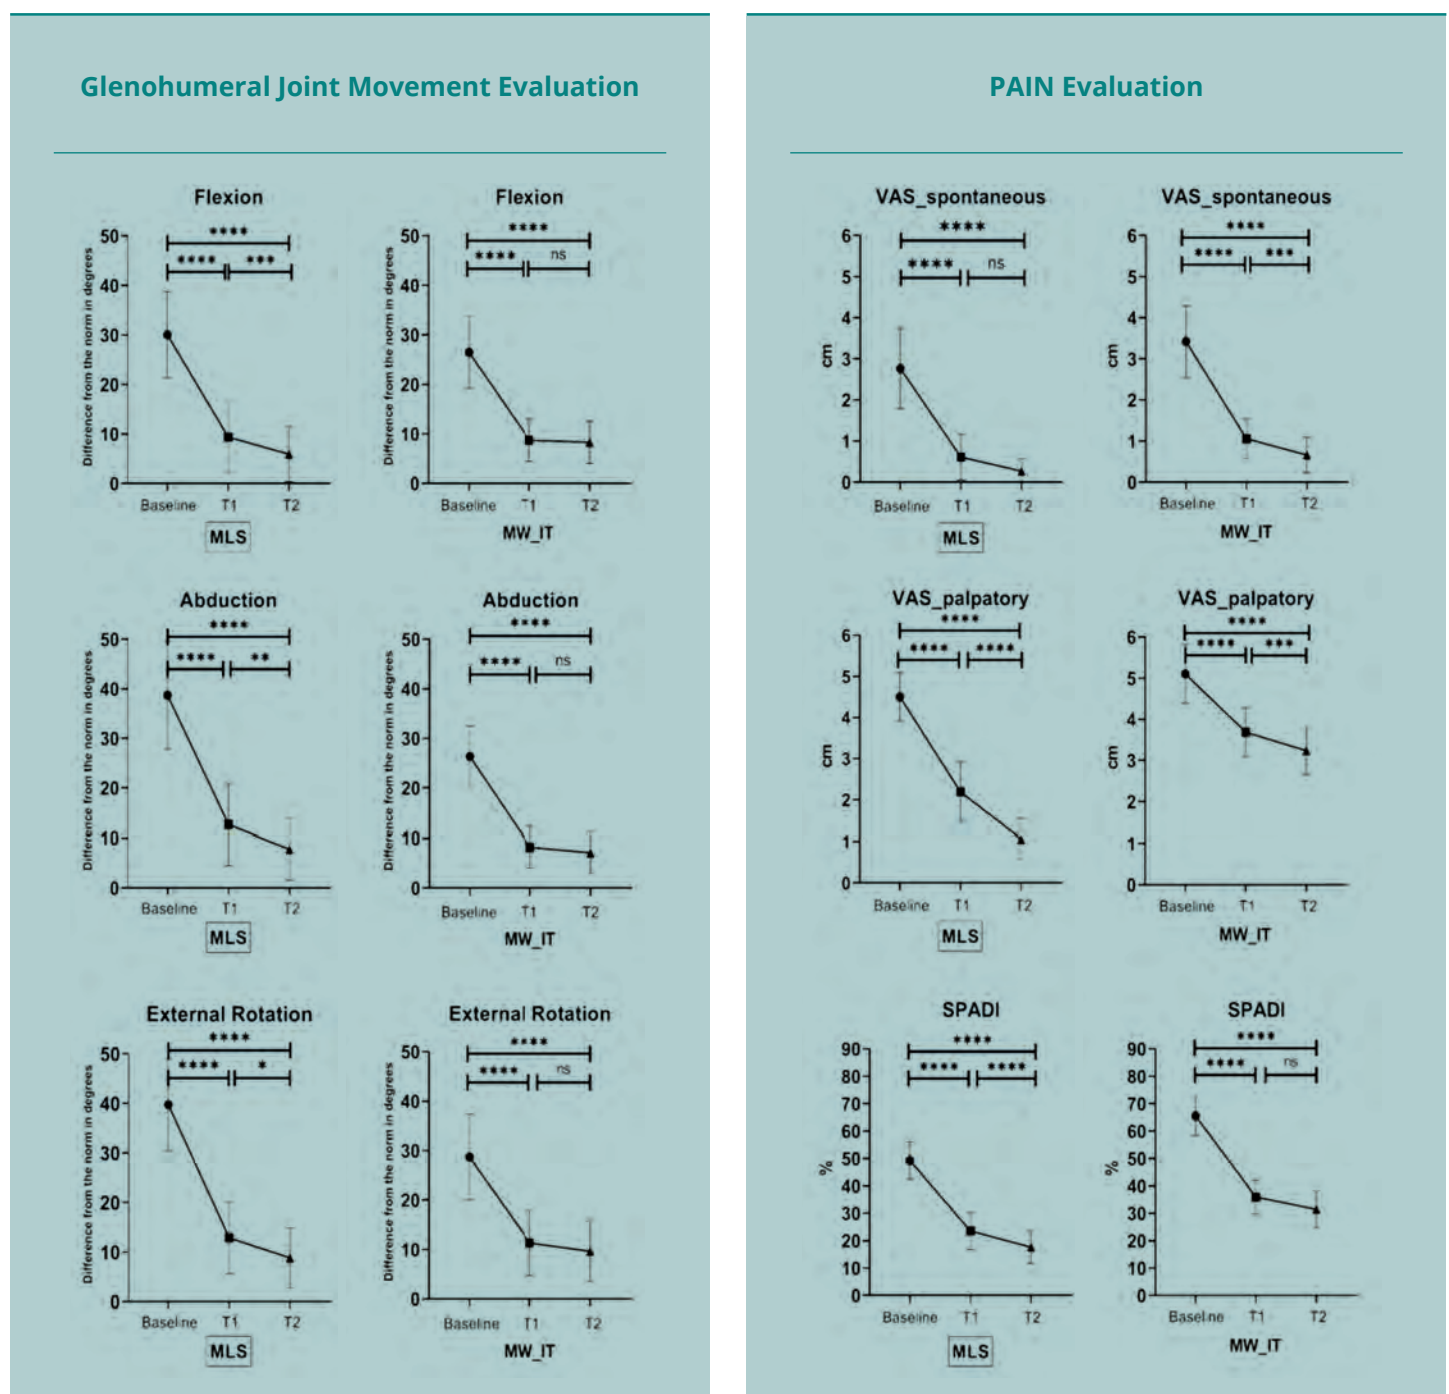 Glenohumeral Joint Movement Evaluation
Flexion
****
**** ***
50
40
30
20
10
0
Difference from the norm in degrees
Baseline T1 T2
MLS
Flexion
****
**** ns
50
40
30
20
10
0
Difference from the norm in degrees
Baseline T1 T2
MW_IT
Abduction
****
**** **
50
40
30
20
10
0
Difference from the norm in degrees
Baseline T1 T2
MLS
Abduction
****
**** ns
50
40
30
20
10
0
Difference from the norm in degrees
Baseline T1 T2
MW_IT
External Rotation
****
**** *
50
40
30
20
10
0
Difference from the norm in degrees
Baseline T1 T2
MLS
External Rotation
****
**** ns
50
40
30
20
10
0
Difference from the norm in degrees
Baseline T1 T2
MW_IT
PAIN Evaluation
VAS_spontaneous
****
**** ns
6
5
4
3
2
1
0
cm
Baseline T1 T2
MLS
VAS_spontaneous
****
**** ***
6
5
4
3
2
1
0
cm
Baseline T1 T2
MW_IT
VAS_palpatory
****
**** ****
6
5
4
3
2
1
0
cm
Baseline T1 T2
MLS
VAS_palpatory
****
**** ***
6
5
4
3
2
1
0
cm
Baseline T1 T2
MW_IT
SPADI
****
**** ****
90
80
70
60
50
40
30
20
10
0
%
Baseline T1 T2
MLS
SPADI
****
**** ns
90
80
70
60
50
40
30
20
10
0
%
Baseline T1 T2
MW_IT